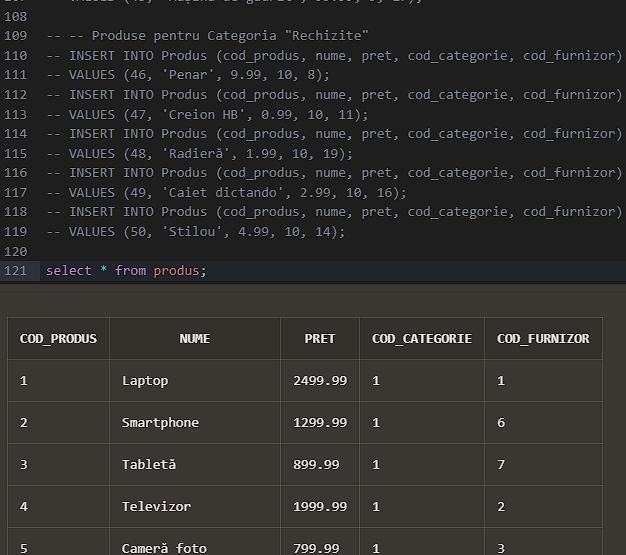 108
109 -- -- Produse pentru Categoria "Rechizite"
110 -- INSERT INTO Produs (cod_produs, nume, pret, cod_categorie, cod_furnizor)
111 -- VALUES (46, 'Penar', 9.99, 10, 8);
112 -- INSERT INTO Produs (cod_produs, nume, pret, cod_categorie, cod_furnizor)
113 -- VALUES (47, 'Creion HB', 0.99, 10, 11);
114 -- INSERT INTO Produs (cod_produs, nume, pret, cod_categorie, cod_furnizor)
115 -- VALUES (48, 'Radieră', 1.99, 10, 19);
116 -- INSERT INTO Produs (cod_produs, nume, pret, cod_categorie, cod_furnizor)
117 -- VALUES (49, 'Caiet dictando', 2.99, 10, 16);
118 -- INSERT INTO Produs (cod_produs, nume, pret, cod_categorie, cod_furnizor)
119 -- VALUES (50, 'Stilou', 4.99, 10, 14);
120
121 select * from produs;
COD_PRODUS NUME PRET COD_CATEGORIE COD_FURNIZOR
1 Laptop 2499.99 1 1
2 Smartphone 1299.99 1 6
3 Tabletă 899.99 1 7
4 Televizor 1999.99 1 2
5 Cameră foto 799.99 1 3